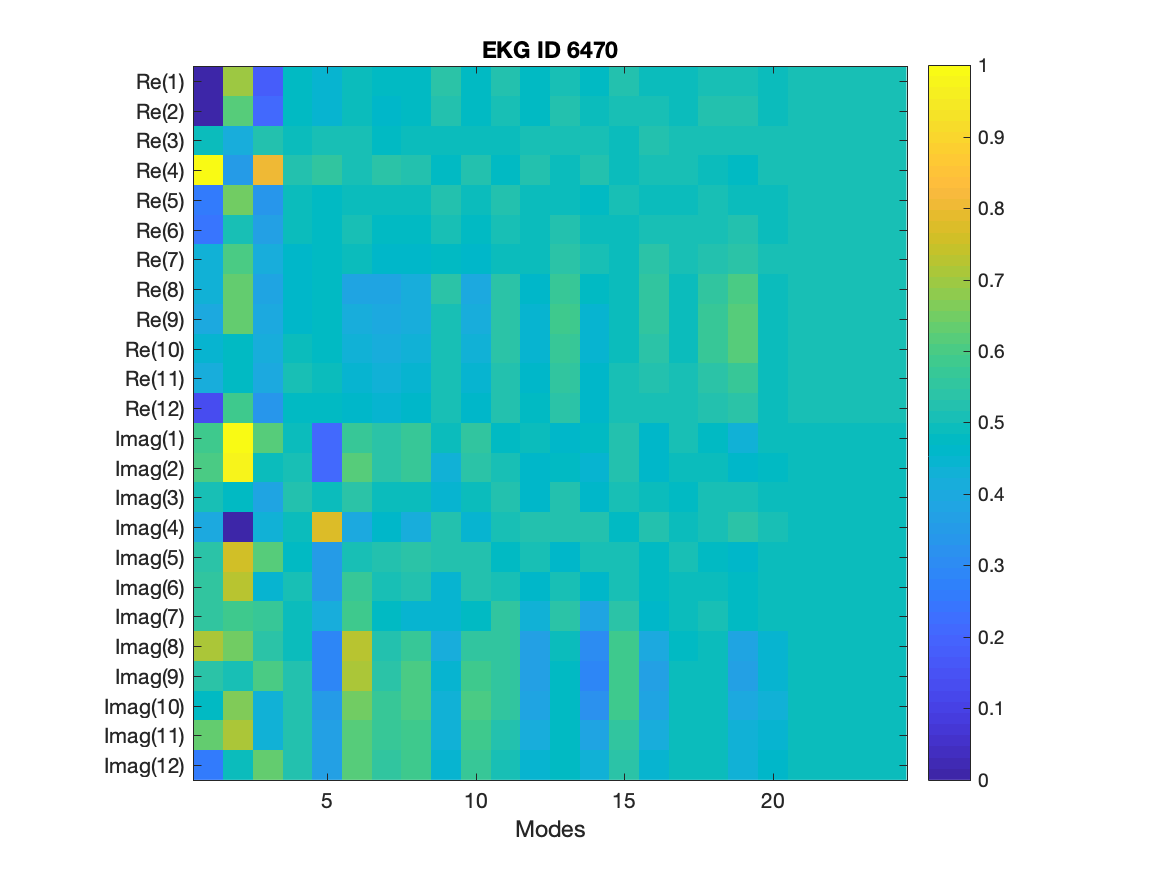 EKG ID 6470
Re(1)
Re(2)
Re(3)
Re(4)
Re(5)
Re(6)
Re(7)
Re(8)
Re(9)
Re(10)
Re(11)
Re(12)
Imag(1)
Imag(2)
Imag(3)
Imag(4)
Imag(5)
Imag(6)
Imag(7)
Imag(8)
Imag(9)
Imag(10)
Imag(11)
Imag(12)
5 10 15 20
Modes
1
0.9
0.8
0.7
0.6
0.5
0.4
0.3
0.2
0.1
0